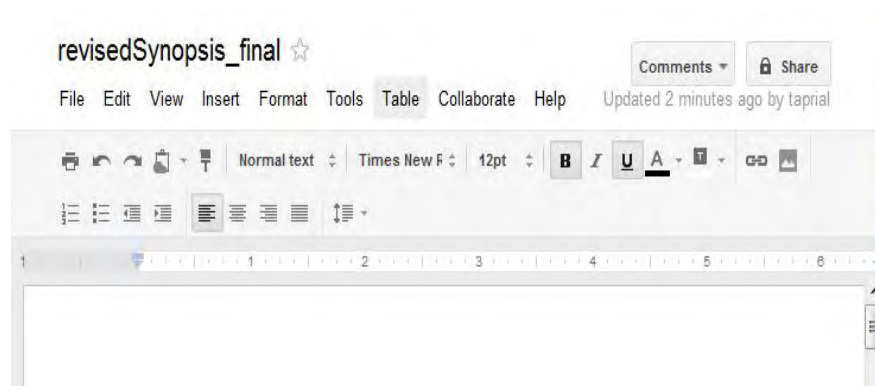 revisedSynopsis_final
Comments Share
File Edit View Insert Format Tools Table Collaborate Help Updated 2 minutes ago by taprial
Normal text Times New R 12pt B I U A T
1 1 2 3 4 5 6